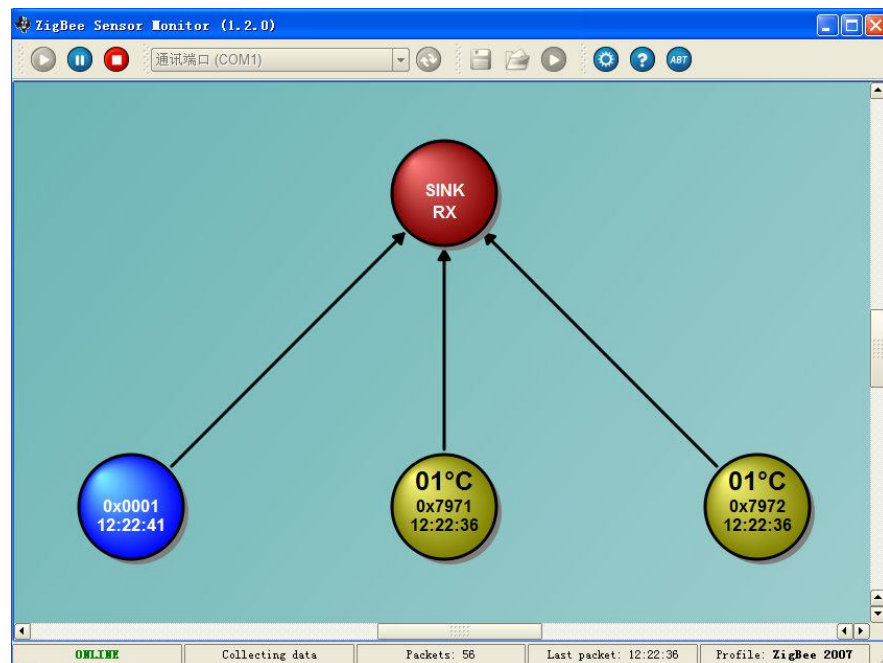 ZigBee Sensor Monitor (1.2.0)
通讯端口 (COM1)
? ABT
SINK
RX
0x0001
12:22:41
01°C
0x7971
12:22:36
01°C
0x7972
12:22:36
ONLINE Collecting data Packets: 56 Last packet: 12:22:36 Profile: ZigBee 2007